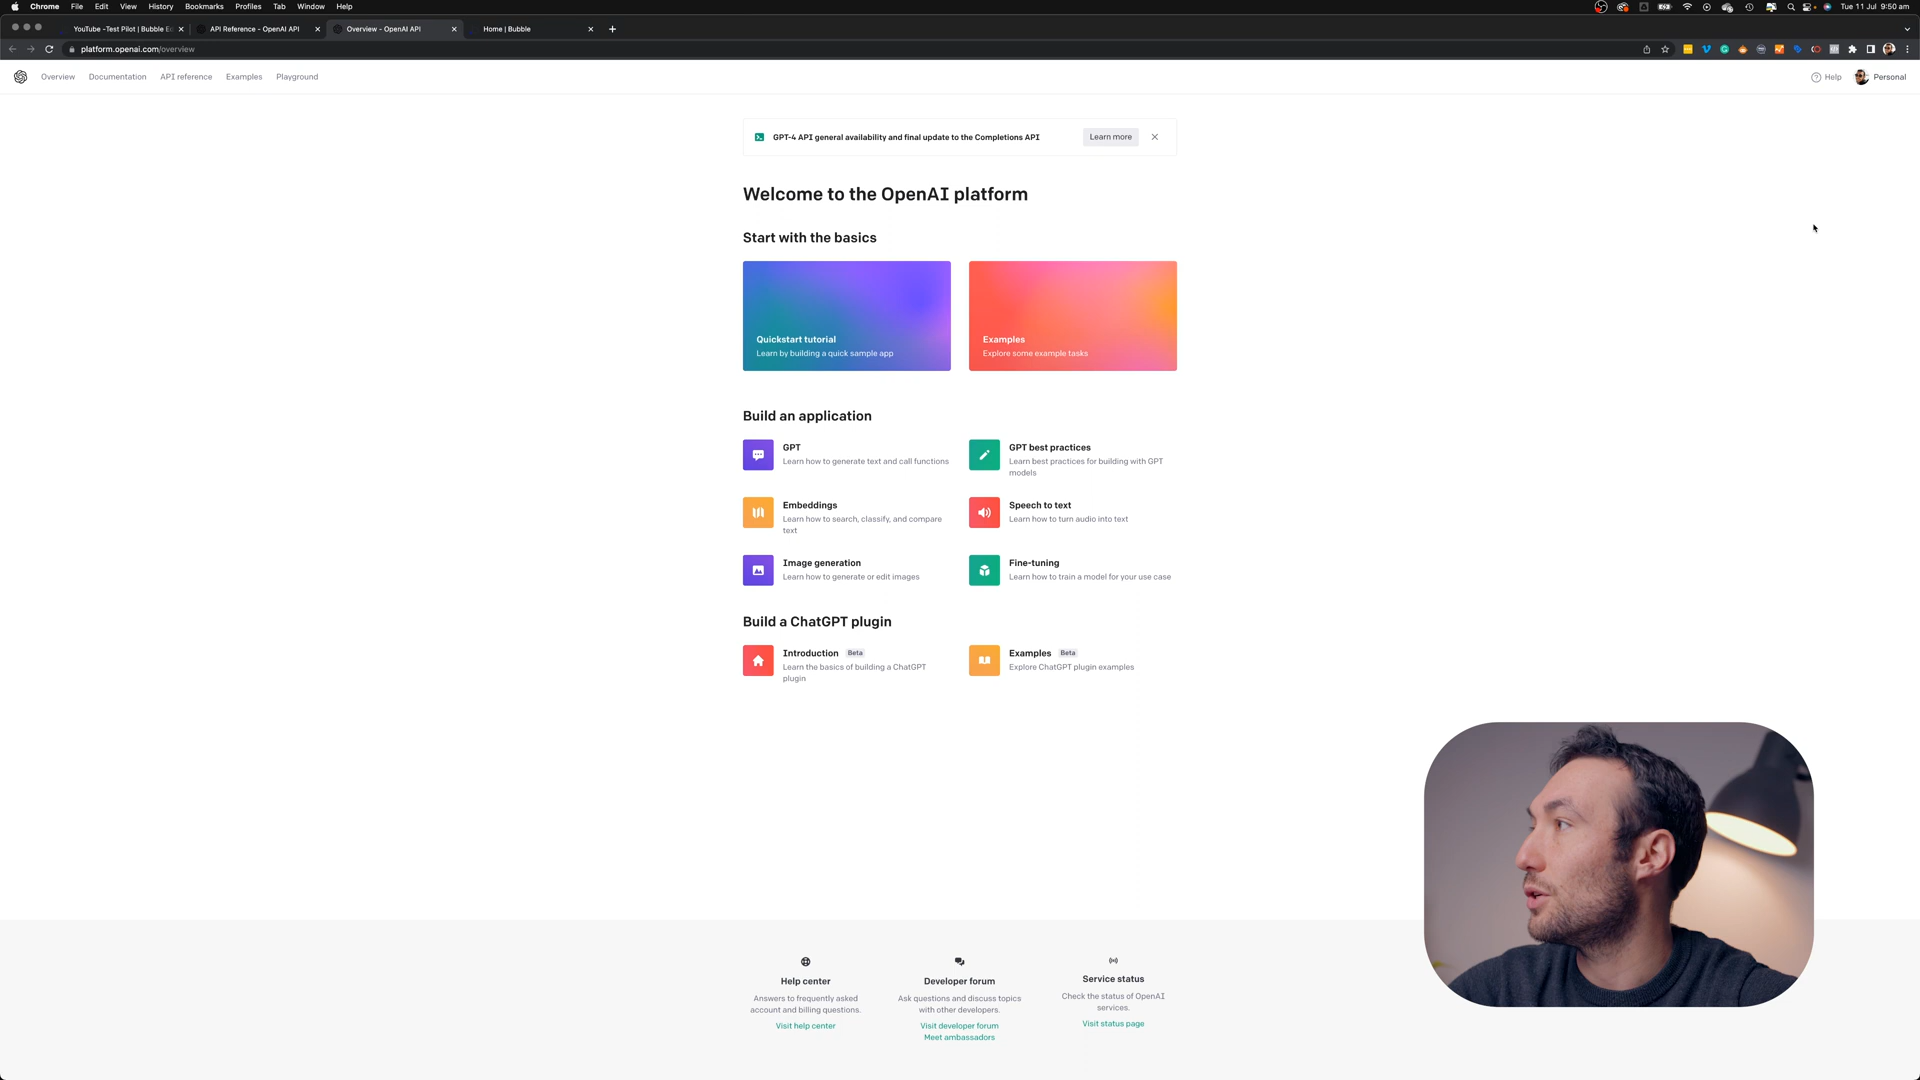 Chrome File Edit View History Bookmarks Profiles Tab Window Help Tue 11 Jul 9:50 am
YouTube -Test Pilot | Bubble E API Reference - OpenAI API Overview - OpenAI API Home | Bubble
platform.openai.com/overview
Overview Documentation API reference Examples Playground Help Personal
GPT-4 API general availability and final update to the Completions API Learn more
Welcome to the OpenAI platform
Start with the basics
Quickstart tutorial
Learn by building a quick sample app
Examples
Explore some example tasks
Build an application
GPT
Learn how to generate text and call functions
GPT best practices
Learn best practices for building with GPT
models
Embeddings
Learn how to search, classify, and compare
text
Speech to text
Learn how to turn audio into text
Image generation
Learn how to generate or edit images
Fine-tuning
Learn how to train a model for your use case
Build a ChatGPT plugin
Introduction Beta
Learn the basics of building a ChatGPT
plugin
Examples Beta
Explore ChatGPT plugin examples
Help center
Answers to frequently asked
account and billing questions.
Visit help center
Developer forum
Ask questions and discuss topics
with other developers.
Visit developer forum
Meet ambassadors
Service status
Check the status of OpenAI
services.
Visit status page